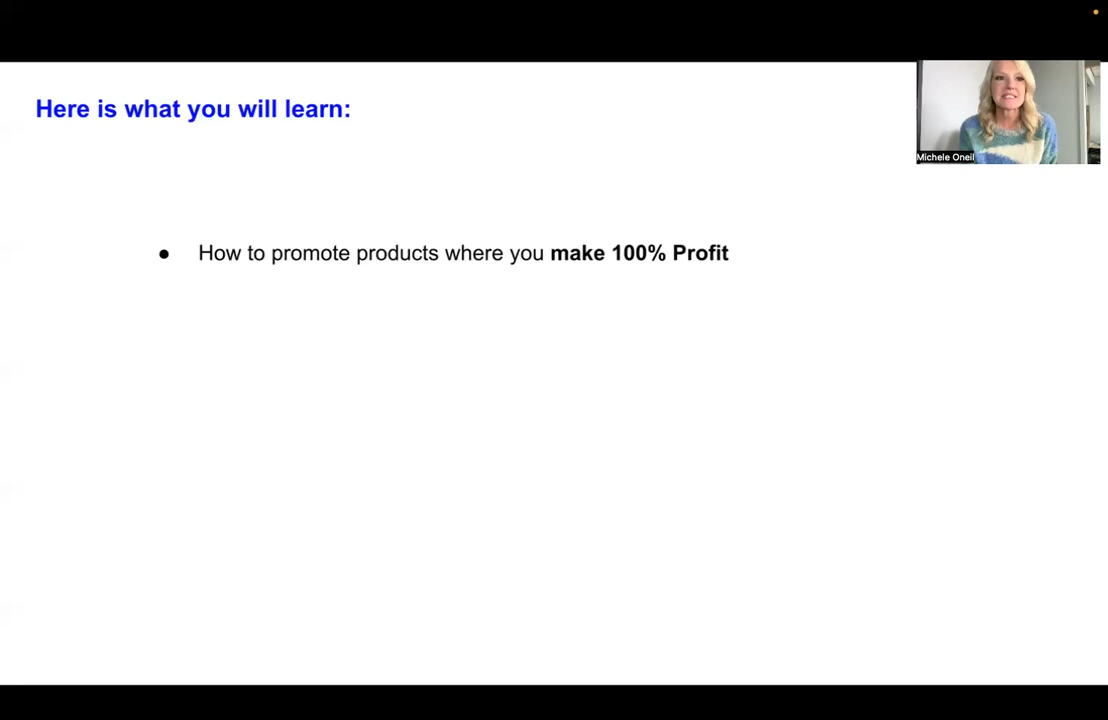 Here is what you will learn:
Michele Oneil
● How to promote products where you make 100% Profit